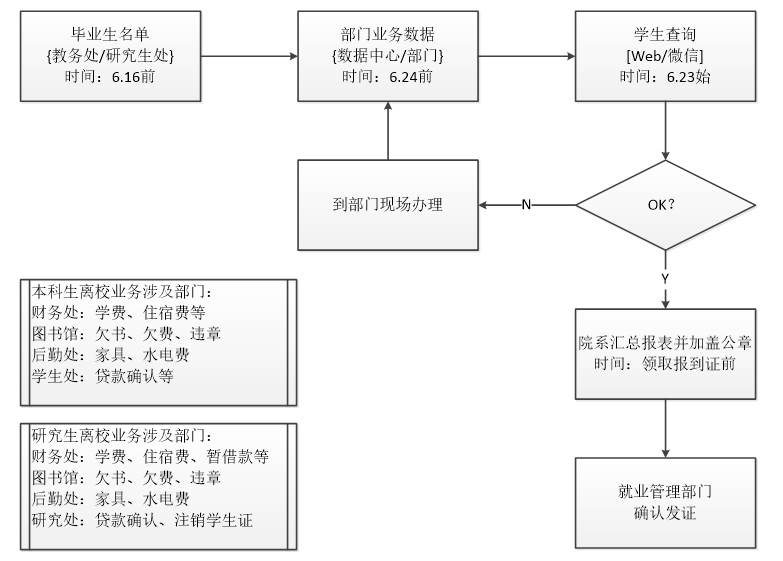 毕业生名单
{教务处/研究生处}
时间：6.16前
部门业务数据
{数据中心/部门}
时间：6.24前
学生查询
[Web/微信]
时间：6.23始
到部门现场办理
N
OK?
Y
本科生离校业务涉及部门：
财务处：学费、住宿费等
图书馆：欠书、欠费、违章
后勤处：家具、水电费
学生处：贷款确认等
院系汇总报表并加盖公章
时间：领取报到证前
研究生离校业务涉及部门：
财务处：学费、住宿费、暂借款等
图书馆：欠书、欠费、违章
后勤处：家具、水电费
研究处：贷款确认、注销学生证
就业管理部门
确认发证